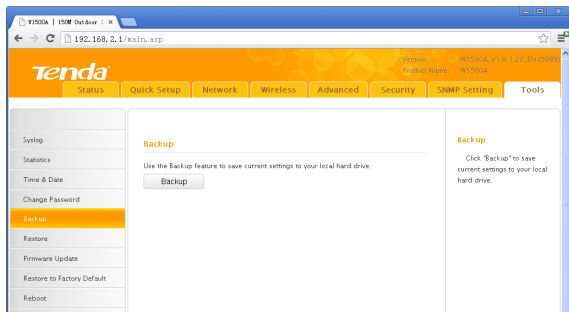 W1500A | 150M Outdoor
192.168.2.1/main.asp
Tenda
Version: W1500A_V1.0.1.20_EN
Product Name: W1500A
Status Quick Setup Network Wireless Advanced Security SNMP Setting Tools
Syslog
Statistics
Time & Date
Change Password
Backup
Restore
Firmware Update
Restore to Factory Default
Reboot
Backup
Use the Backup feature to save current settings to your local hard drive.
Backup
Backup
Click "Backup" to save
current settings to your local
hard drive.